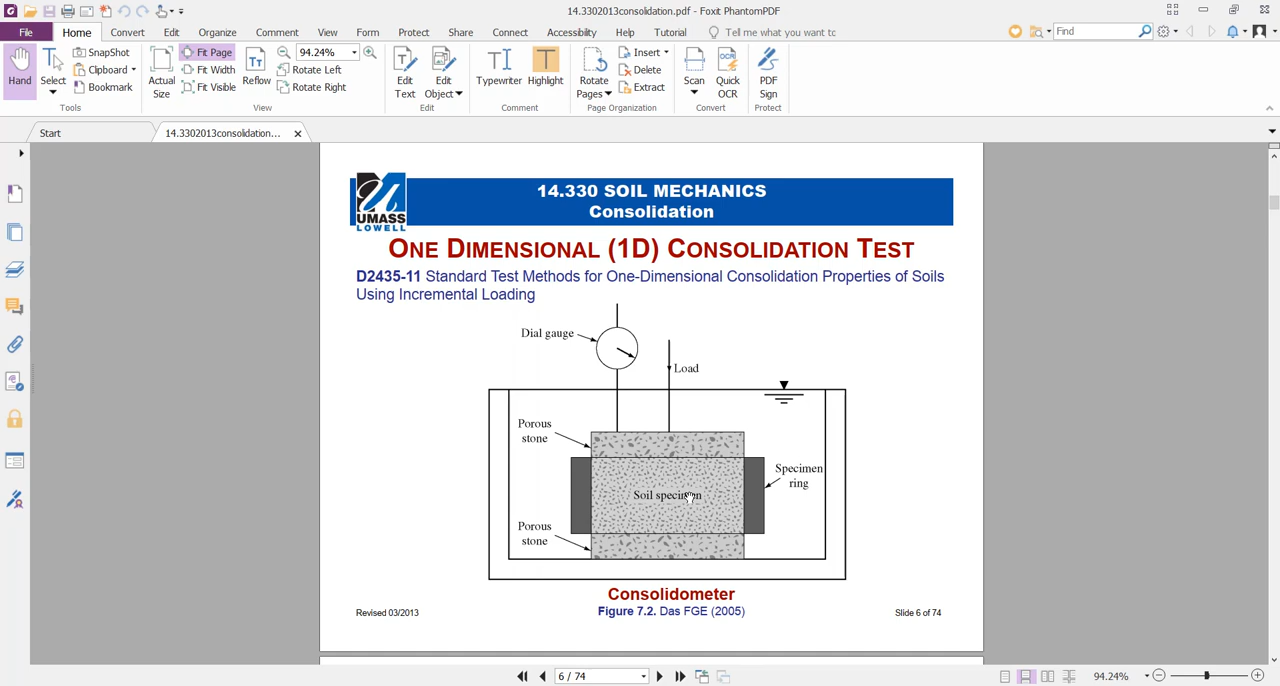 14.3302013consolidation.pdf - Foxit PhantomPDF
File Home Convert Edit Organize Comment View Form Protect Share Connect Accessibility Help Tutorial Tell me what you want tc Find
Hand
Select
SnapShot
Clipboard
Bookmark
Tools
Actual Size
Fit Page
Fit Width
Fit Visible
Reflow
94.24%
Rotate Left
Rotate Right
View
Edit Text
Edit Object
Edit
Typewriter
Highlight
Comment
Rotate Pages
Insert
Delete
Extract
Page Organization
Scan
Quick OCR
Convert
PDF Sign
Protect
Start
14.3302013consolidation...
UMASS
LOWELL
14.330 SOIL MECHANICS
Consolidation
ONE DIMENSIONAL (1D) CONSOLIDATION TEST
D2435-11 Standard Test Methods for One-Dimensional Consolidation Properties of Soils
Using Incremental Loading
Dial gauge
Load
Porous
stone
Soil specimen
Specimen
ring
Porous
stone
Consolidometer
Figure 7.2. Das FGE (2005)
Revised 03/2013
Slide 6 of 74
6 / 74
94.24%